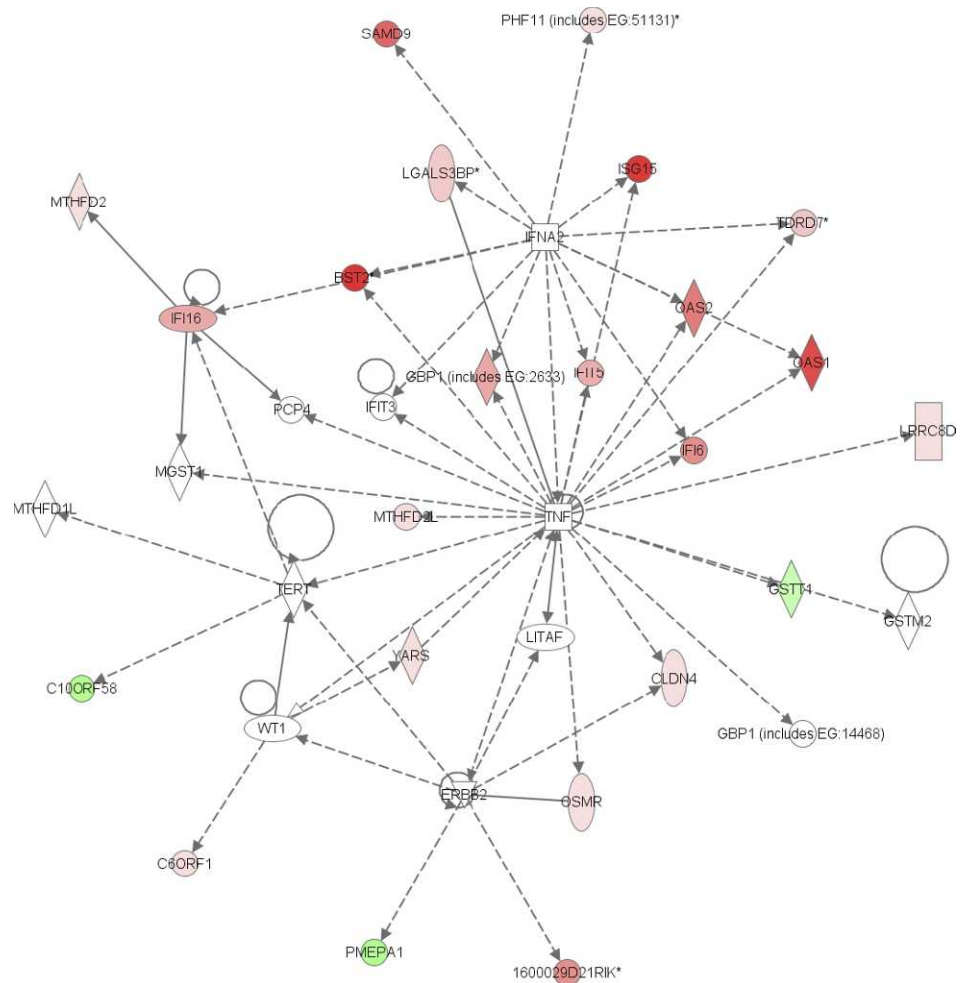 PHF11 (includes EG:51131)*
SAMD9
LGALS3BP*
ISG15
MTHFD2
TDRD7*
IFNA2
BST2*
OAS2
IFI16
OAS1
GBP1 (includes EG:2633)
IFI15
PCP4
IFIT3
LRRC8D
IFI6
MGST1
MTHFD1L
MTHFD2L
TNF
TERT
GSTT1
GSTM2
LITAF
YARS
CLDN4
C10ORF58
WT1
GBP1 (includes EG:14468)
ERBB2
OSMR
C6ORF1
PMEPA1
1600029D21RIK*